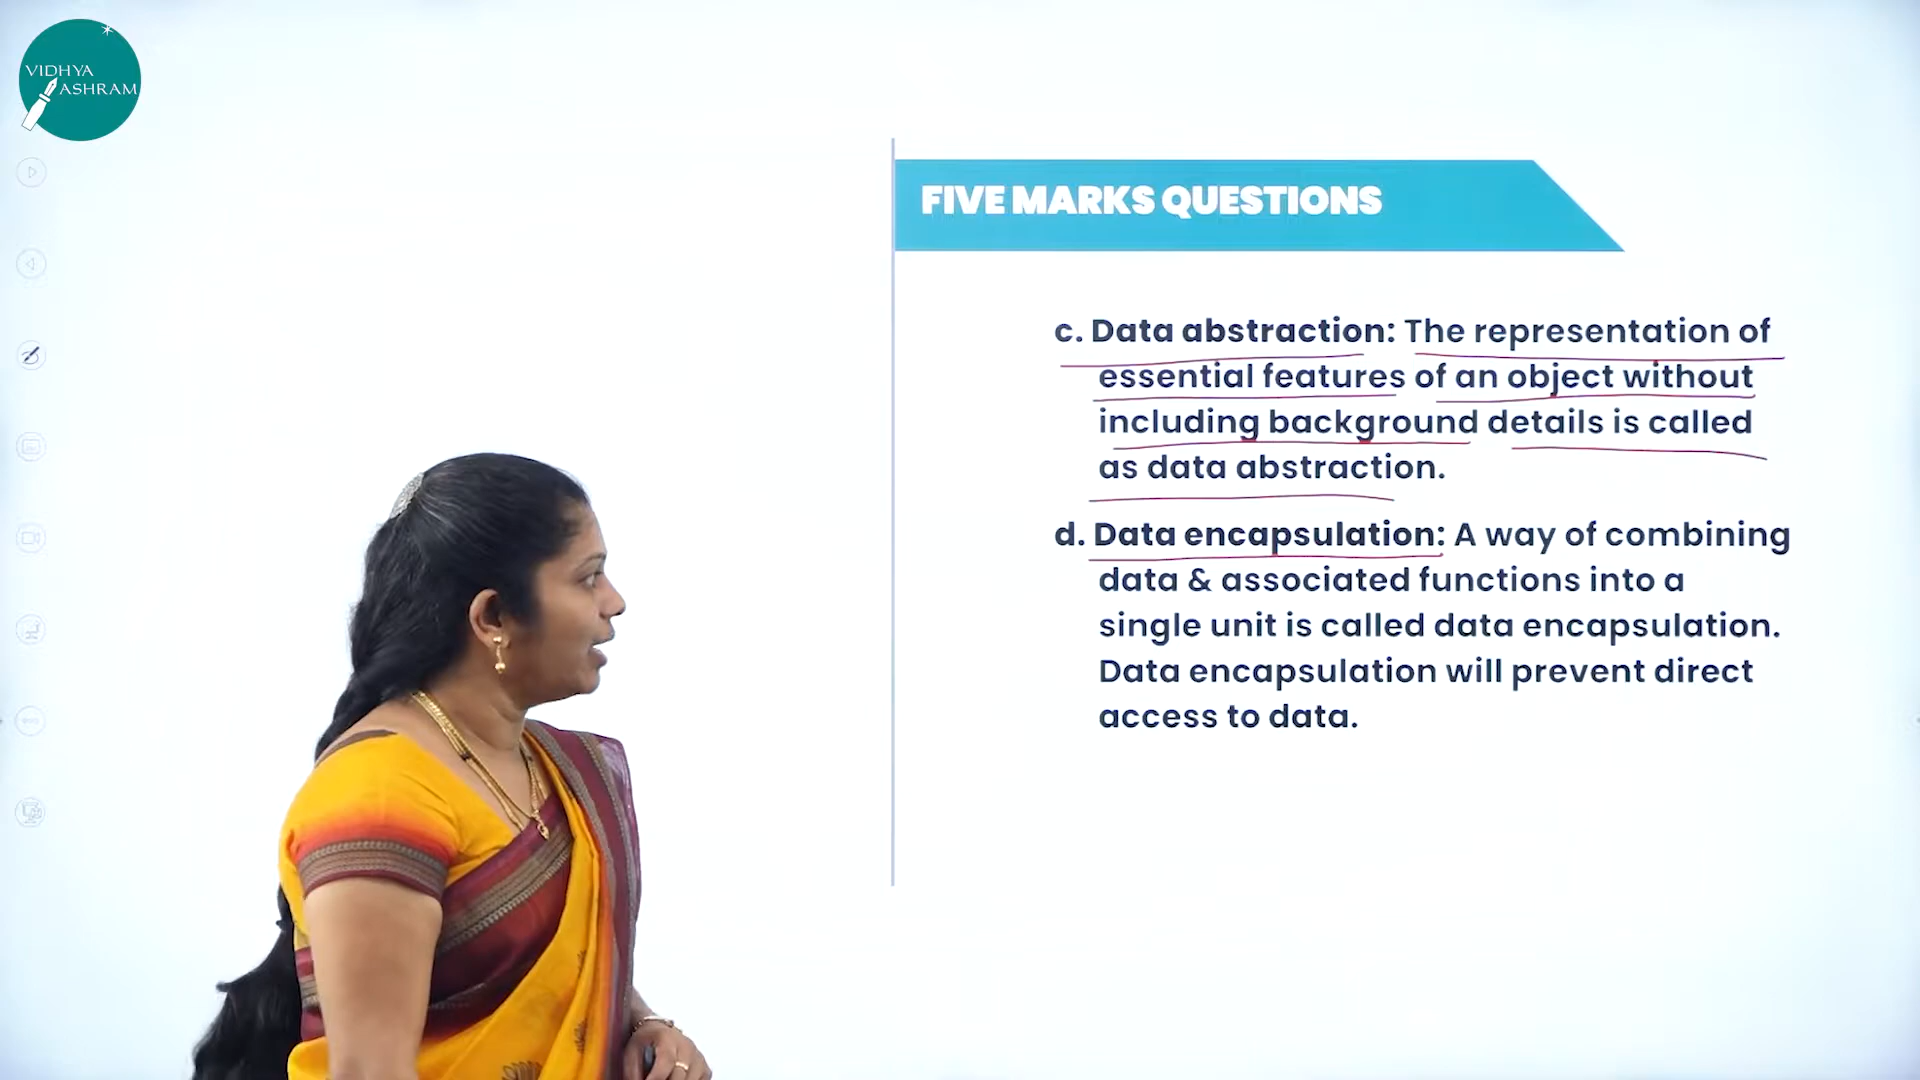 VIDHYA
ASHRAM
FIVE MARKS QUESTIONS
c. Data abstraction: The representation of
essential features of an object without
including background details is called
as data abstraction.
d. Data encapsulation: A way of combining
data & associated functions into a
single unit is called data encapsulation.
Data encapsulation will prevent direct
access to data.